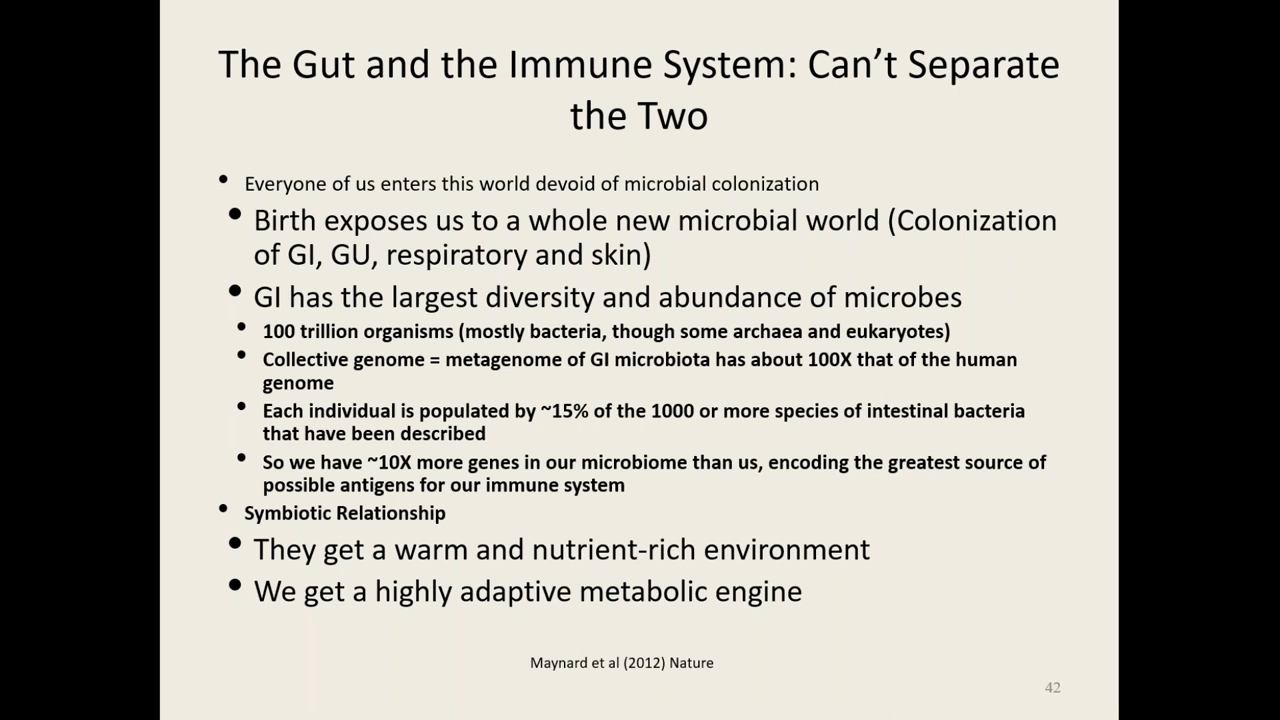 The Gut and the Immune System: Can’t Separate
the Two
• Everyone of us enters this world devoid of microbial colonization
• Birth exposes us to a whole new microbial world (Colonization
of GI, GU, respiratory and skin)
• GI has the largest diversity and abundance of microbes
• 100 trillion organisms (mostly bacteria, though some archaea and eukaryotes)
• Collective genome = metagenome of GI microbiota has about 100X that of the human
genome
• Each individual is populated by ~15% of the 1000 or more species of intestinal bacteria
that have been described
• So we have ~10X more genes in our microbiome than us, encoding the greatest source of
possible antigens for our immune system
• Symbiotic Relationship
• They get a warm and nutrient-rich environment
• We get a highly adaptive metabolic engine
Maynard et al (2012) Nature
42